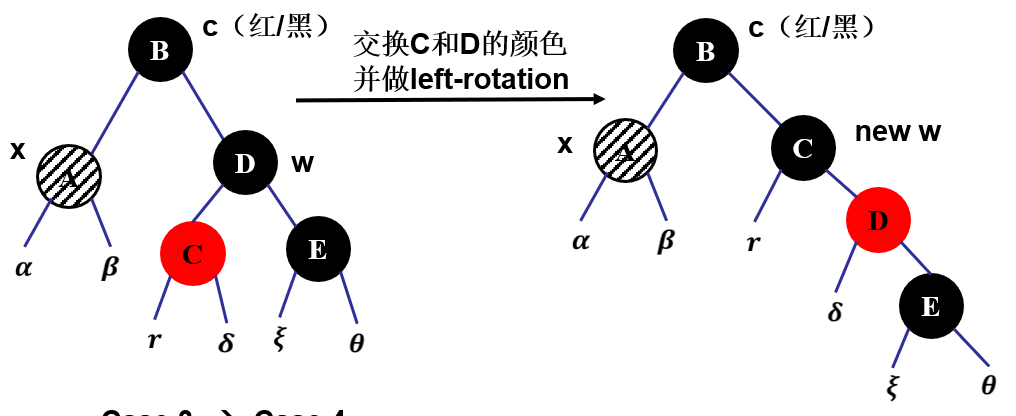 c（红/黑）
交换C和D的颜色
并做left-rotation
c（红/黑）
B
B
x
A
D
w
x
A
C
new w
C
E
D
α
β
α
β
r
r
δ
ξ
θ
δ
E
ξ
θ